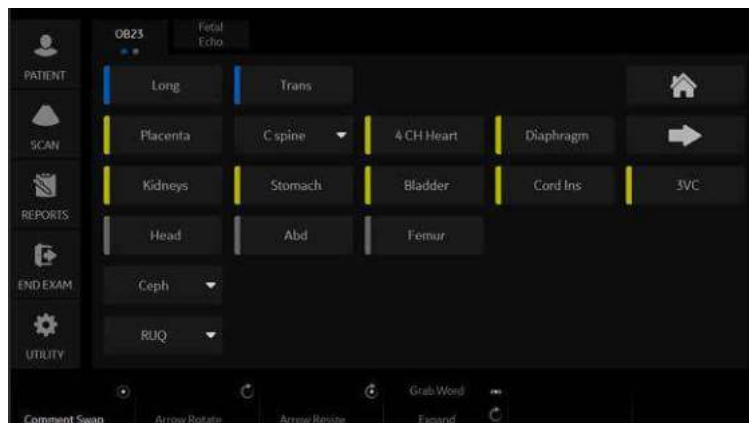 OB23
Fetal
Echo
PATIENT
Long
Trans
SCAN
Placenta
C spine
4 CH Heart
Diaphragm
REPORTS
Kidneys
Stomach
Bladder
Cord Ins
3VC
END EXAM
Head
Abd
Femur
Ceph
UTILITY
RUQ
Grab Word
Comment Swap
Arrow Rotate
Arrow Resize
Expand